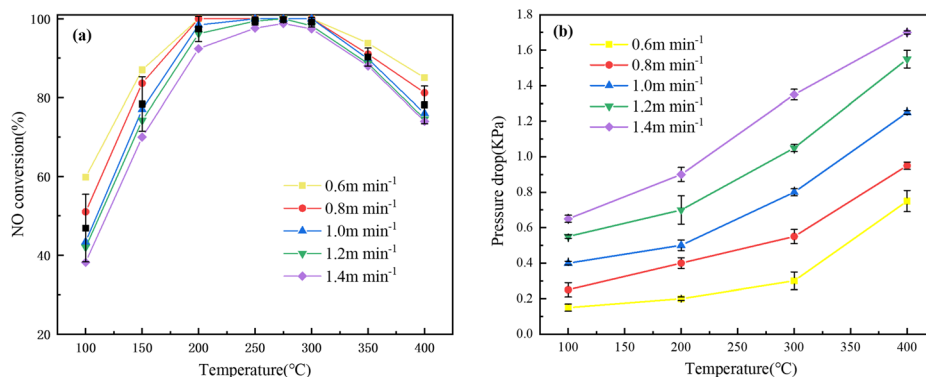 (a)
NO conversion(%)
100
80
60
40
20
0.6m min⁻¹
0.8m min⁻¹
1.0m min⁻¹
1.2m min⁻¹
1.4m min⁻¹
100 150 200 250 300 350 400
Temperature(℃)
(b)
Pressure drop(KPa)
1.8
1.6
1.4
1.2
1.0
0.8
0.6
0.4
0.2
0.0
0.6m min⁻¹
0.8m min⁻¹
1.0m min⁻¹
1.2m min⁻¹
1.4m min⁻¹
100 150 200 250 300 350 400
Temperature(℃)